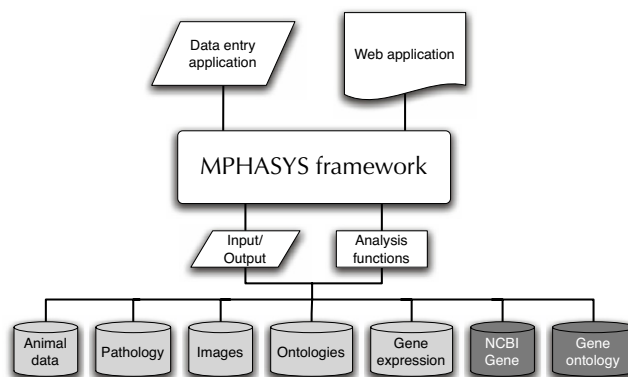 Data entry
application
Web application
MPHASYS framework
Input/
Output
Analysis
functions
Animal
data
Pathology
Images
Ontologies
Gene
expression
NCBI
Gene
Gene
ontology